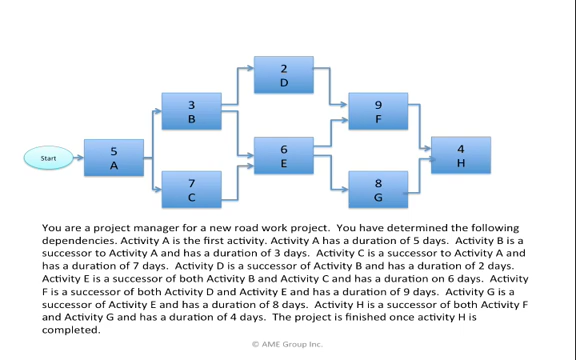 2
D
3
B
9
F
5
A
6
E
4
H
Start
7
C
8
G
You are a project manager for a new road work project.  You have determined the following
dependencies. Activity A is the first activity. Activity A has a duration of 5 days.  Activity B is a
successor to Activity A and has a duration of 3 days.  Activity C is a successor to Activity A and
has a duration of 7 days.  Activity D is a successor of Activity B and has a duration of 2 days.
Activity E is a successor of both Activity B and Activity C and has a duration on 6 days.  Activity
F is a successor of both Activity D and Activity E and has a duration of 9 days.  Activity G is a
successor of Activity E and has a duration of 8 days.  Activity H is a successor of both Activity F
and Activity G and has a duration of 4 days.  The project is finished once activity H is
completed.
© AME Group Inc.